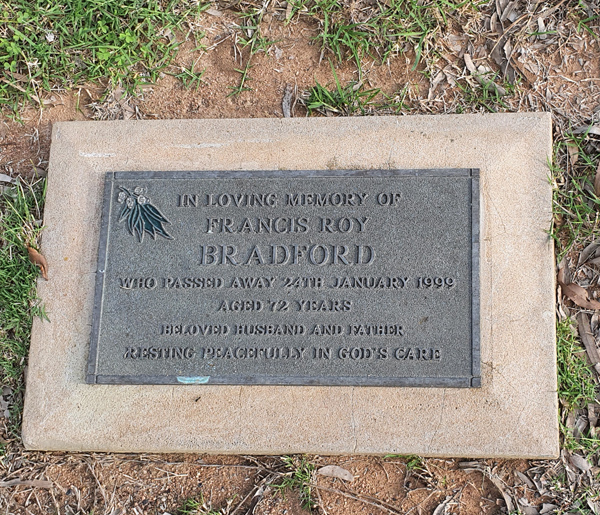 IN LOVING MEMORY OF
FRANCIS ROY
BRADFORD
WHO PASSED AWAY 24TH JANUARY 1999
AGED 72 YEARS
BELOVED HUSBAND AND FATHER
RESTING PEACEFULLY IN GOD'S CARE